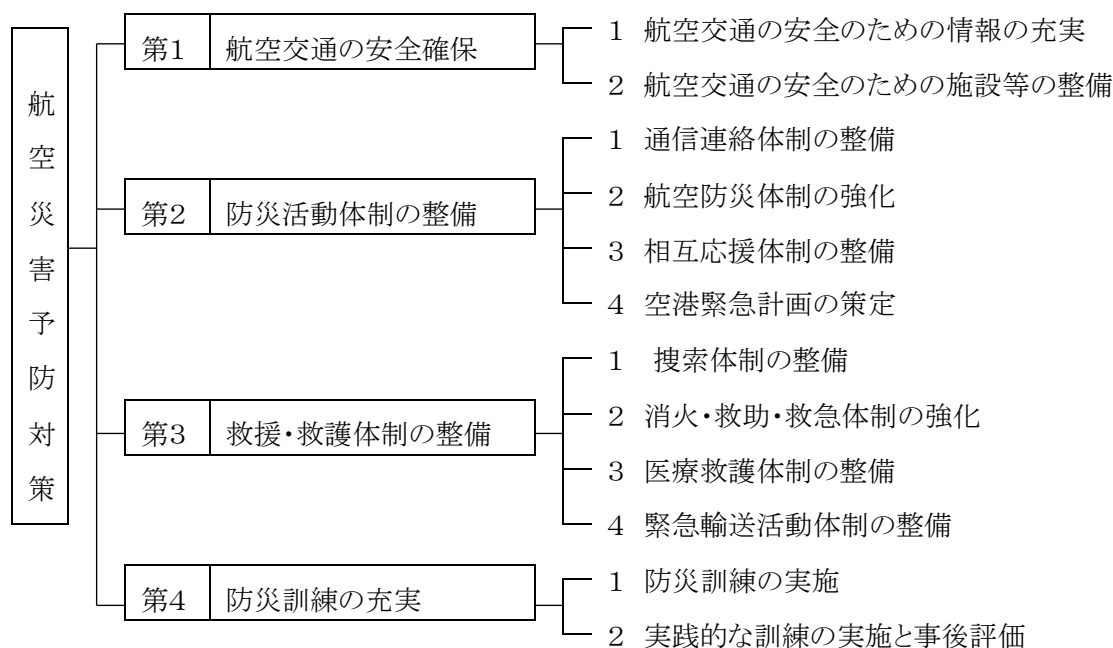 航空災害予防対策
第1 航空交通の安全確保
1 航空交通の安全のための情報の充実
2 航空交通の安全のための施設等の整備
第2 防災活動体制の整備
1 通信連絡体制の整備
2 航空防災体制の強化
3 相互応援体制の整備
4 空港緊急計画の策定
第3 救援・救護体制の整備
1 捜索体制の整備
2 消火・救助・救急体制の強化
3 医療救護体制の整備
4 緊急輸送活動体制の整備
第4 防災訓練の充実
1 防災訓練の実施
2 実践的な訓練の実施と事後評価